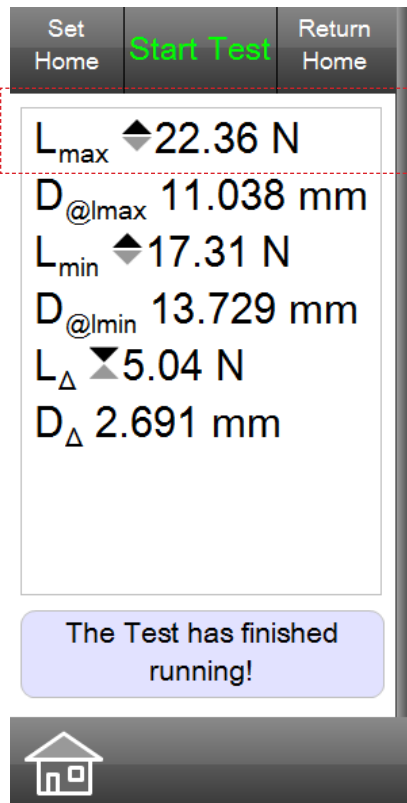 Set Home
Start Test
Return Home
Lmax 22.36 N
D@lmax 11.038 mm
Lmin 17.31 N
D@lmin 13.729 mm
LΔ 5.04 N
DΔ 2.691 mm
The Test has finished
running!